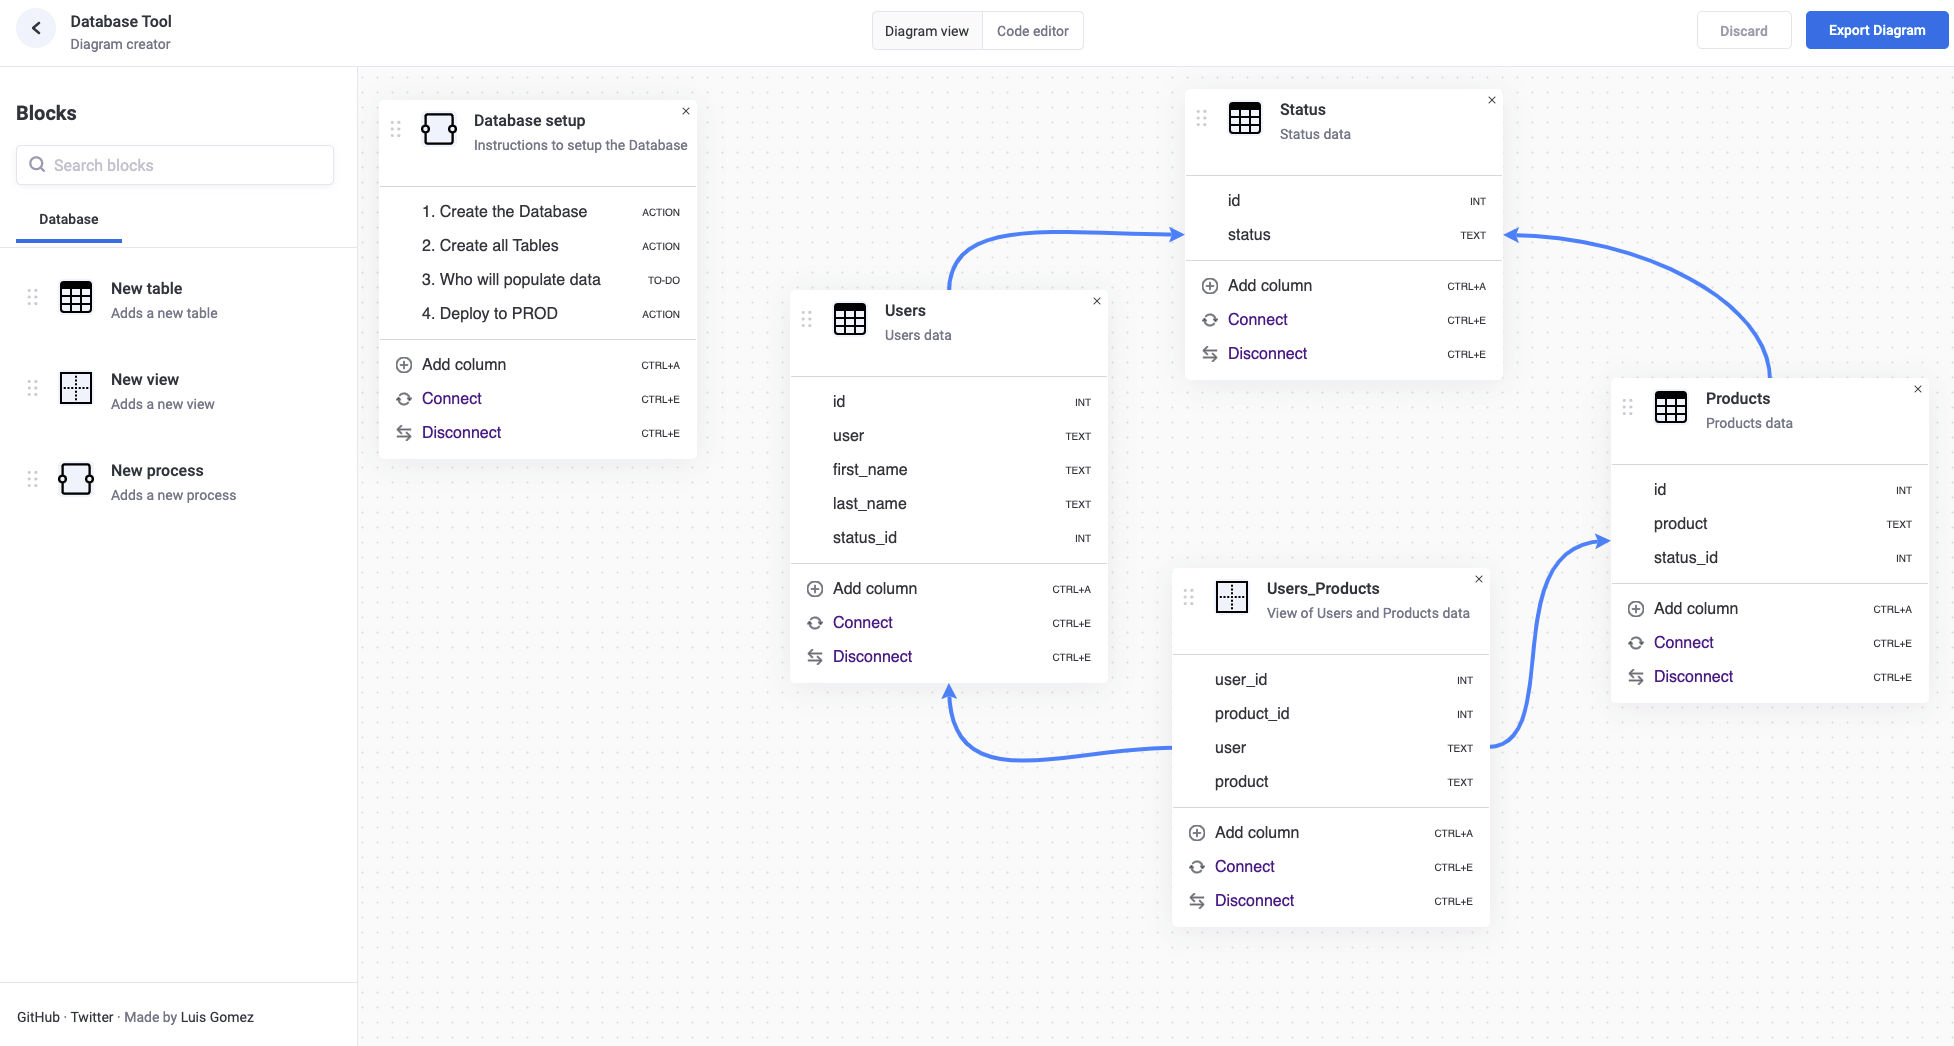 Database Tool
Diagram creator
Diagram view
Code editor
Discard
Export Diagram
Blocks
Search blocks
Database
New table
Adds a new table
New view
Adds a new view
New process
Adds a new process
GitHub · Twitter · Made by Luis Gomez
Database setup
Instructions to setup the Database
1. Create the Database ACTION
2. Create all Tables ACTION
3. Who will populate data TO-DO
4. Deploy to PROD ACTION
Add column CTRL+A
Connect CTRL+E
Disconnect CTRL+E
Users
Users data
id INT
user TEXT
first_name TEXT
last_name TEXT
status_id INT
Add column CTRL+A
Connect CTRL+E
Disconnect CTRL+E
Status
Status data
id INT
status TEXT
Add column CTRL+A
Connect CTRL+E
Disconnect CTRL+E
Users_Products
View of Users and Products data
user_id INT
product_id INT
user TEXT
product TEXT
Add column CTRL+A
Connect CTRL+E
Disconnect CTRL+E
Products
Products data
id INT
product TEXT
status_id INT
Add column CTRL+A
Connect CTRL+E
Disconnect CTRL+E